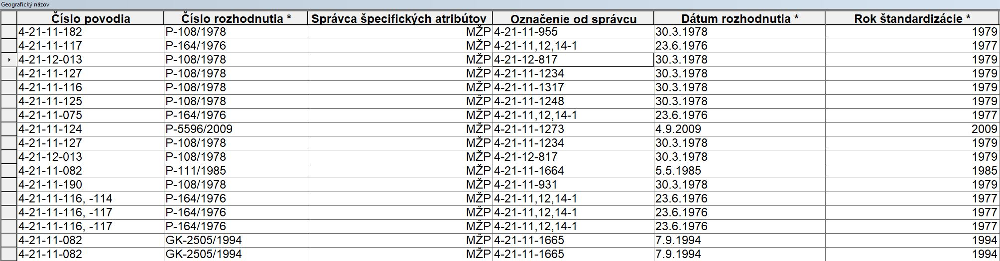 Geografický názov
Číslo povodia Číslo rozhodnutia * Správca špecifických atribútov Označenie od správcu Dátum rozhodnutia * Rok štandardizácie *
4-21-11-182 P-108/1978 MŽP 4-21-11-955 30.3.1978 1979
4-21-11-117 P-164/1976 MŽP 4-21-11,12,14-1 23.6.1976 1977
4-21-12-013 P-108/1978 MŽP 4-21-12-817 30.3.1978 1979
4-21-11-127 P-108/1978 MŽP 4-21-11-1234 30.3.1978 1979
4-21-11-116 P-108/1978 MŽP 4-21-11-1317 30.3.1978 1979
4-21-11-125 P-108/1978 MŽP 4-21-11-1248 30.3.1978 1979
4-21-11-075 P-164/1976 MŽP 4-21-11,12,14-1 23.6.1976 1977
4-21-11-124 P-5596/2009 MŽP 4-21-11-1273 4.9.2009 2009
4-21-11-127 P-108/1978 MŽP 4-21-11-1234 30.3.1978 1979
4-21-12-013 P-108/1978 MŽP 4-21-12-817 30.3.1978 1979
4-21-11-082 P-111/1985 MŽP 4-21-11-1664 5.5.1985 1985
4-21-11-190 P-108/1978 MŽP 4-21-11-931 30.3.1978 1979
4-21-11-116, -114 P-164/1976 MŽP 4-21-11,12,14-1 23.6.1976 1977
4-21-11-116, -117 P-164/1976 MŽP 4-21-11,12,14-1 23.6.1976 1977
4-21-11-116, -117 P-164/1976 MŽP 4-21-11,12,14-1 23.6.1976 1977
4-21-11-082 GK-2505/1994 MŽP 4-21-11-1665 7.9.1994 1994
4-21-11-082 GK-2505/1994 MŽP 4-21-11-1665 7.9.1994 1994